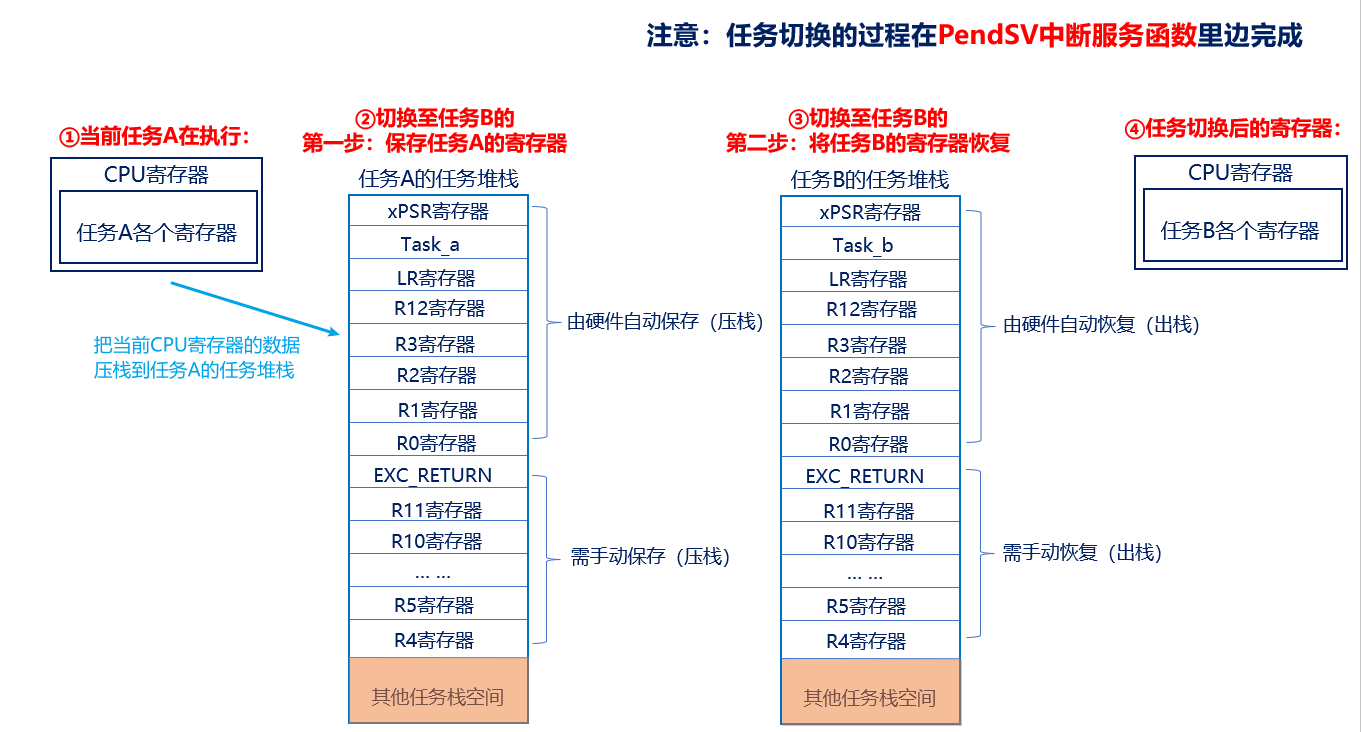 注意：任务切换的过程在PendSV中断服务函数里边完成
①当前任务A在执行：
CPU寄存器
任务A各个寄存器
把当前CPU寄存器的数据
压栈到任务A的任务堆栈
②切换至任务B的
第一步：保存任务A的寄存器
任务A的任务堆栈
xPSR寄存器
Task_a
LR寄存器
R12寄存器
R3寄存器
R2寄存器
R1寄存器
R0寄存器
EXC_RETURN
R11寄存器
R10寄存器
... ...
R5寄存器
R4寄存器
其他任务栈空间
由硬件自动保存（压栈）
需手动保存（压栈）
③切换至任务B的
第二步：将任务B的寄存器恢复
任务B的任务堆栈
xPSR寄存器
Task_b
LR寄存器
R12寄存器
R3寄存器
R2寄存器
R1寄存器
R0寄存器
EXC_RETURN
R11寄存器
R10寄存器
... ...
R5寄存器
R4寄存器
其他任务栈空间
由硬件自动恢复（出栈）
需手动恢复（出栈）
④任务切换后的寄存器：
CPU寄存器
任务B各个寄存器